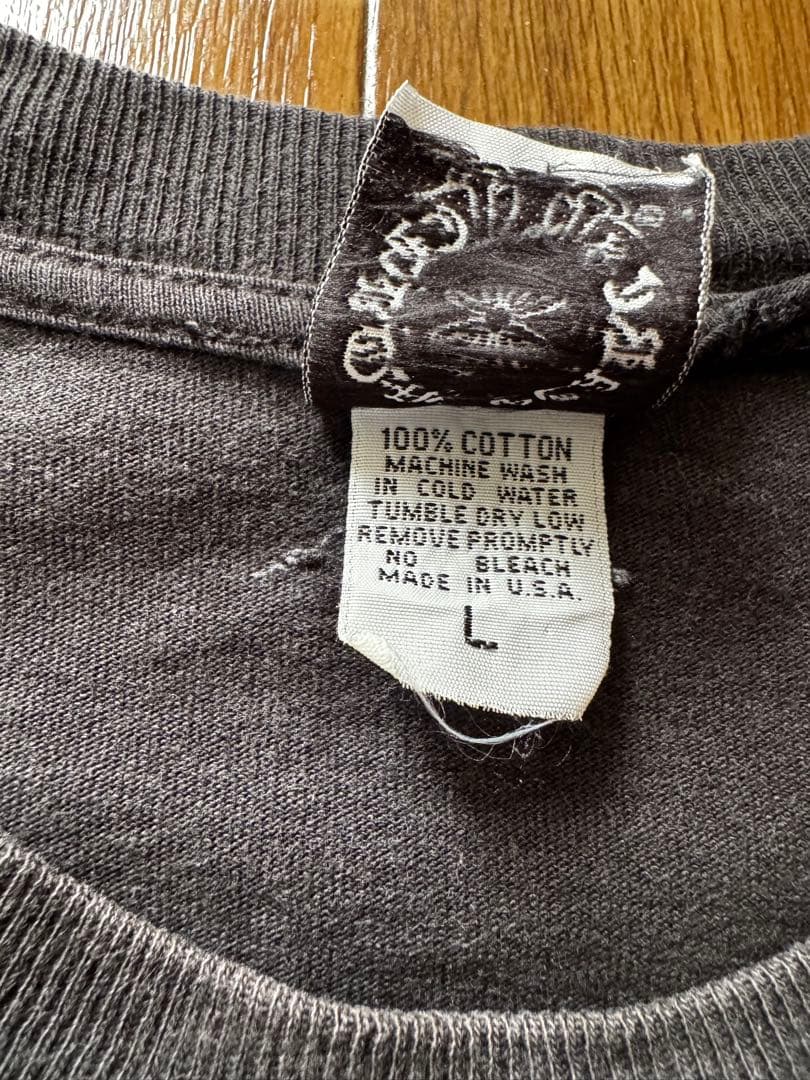 100% COTTON
MACHINE WASH
IN COLD WATER
TUMBLE DRY LOW
REMOVE PROMPTLY
NO BLEACH
MADE IN U.S.A.
L